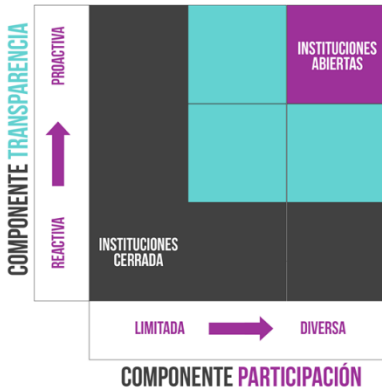 COMPONENTE TRANSPARENCIA
PROACTIVA
REACTIVA
INSTITUCIONES
ABIERTAS
INSTITUCIONES
CERRADA
LIMITADA
DIVERSA
COMPONENTE PARTICIPACIÓN